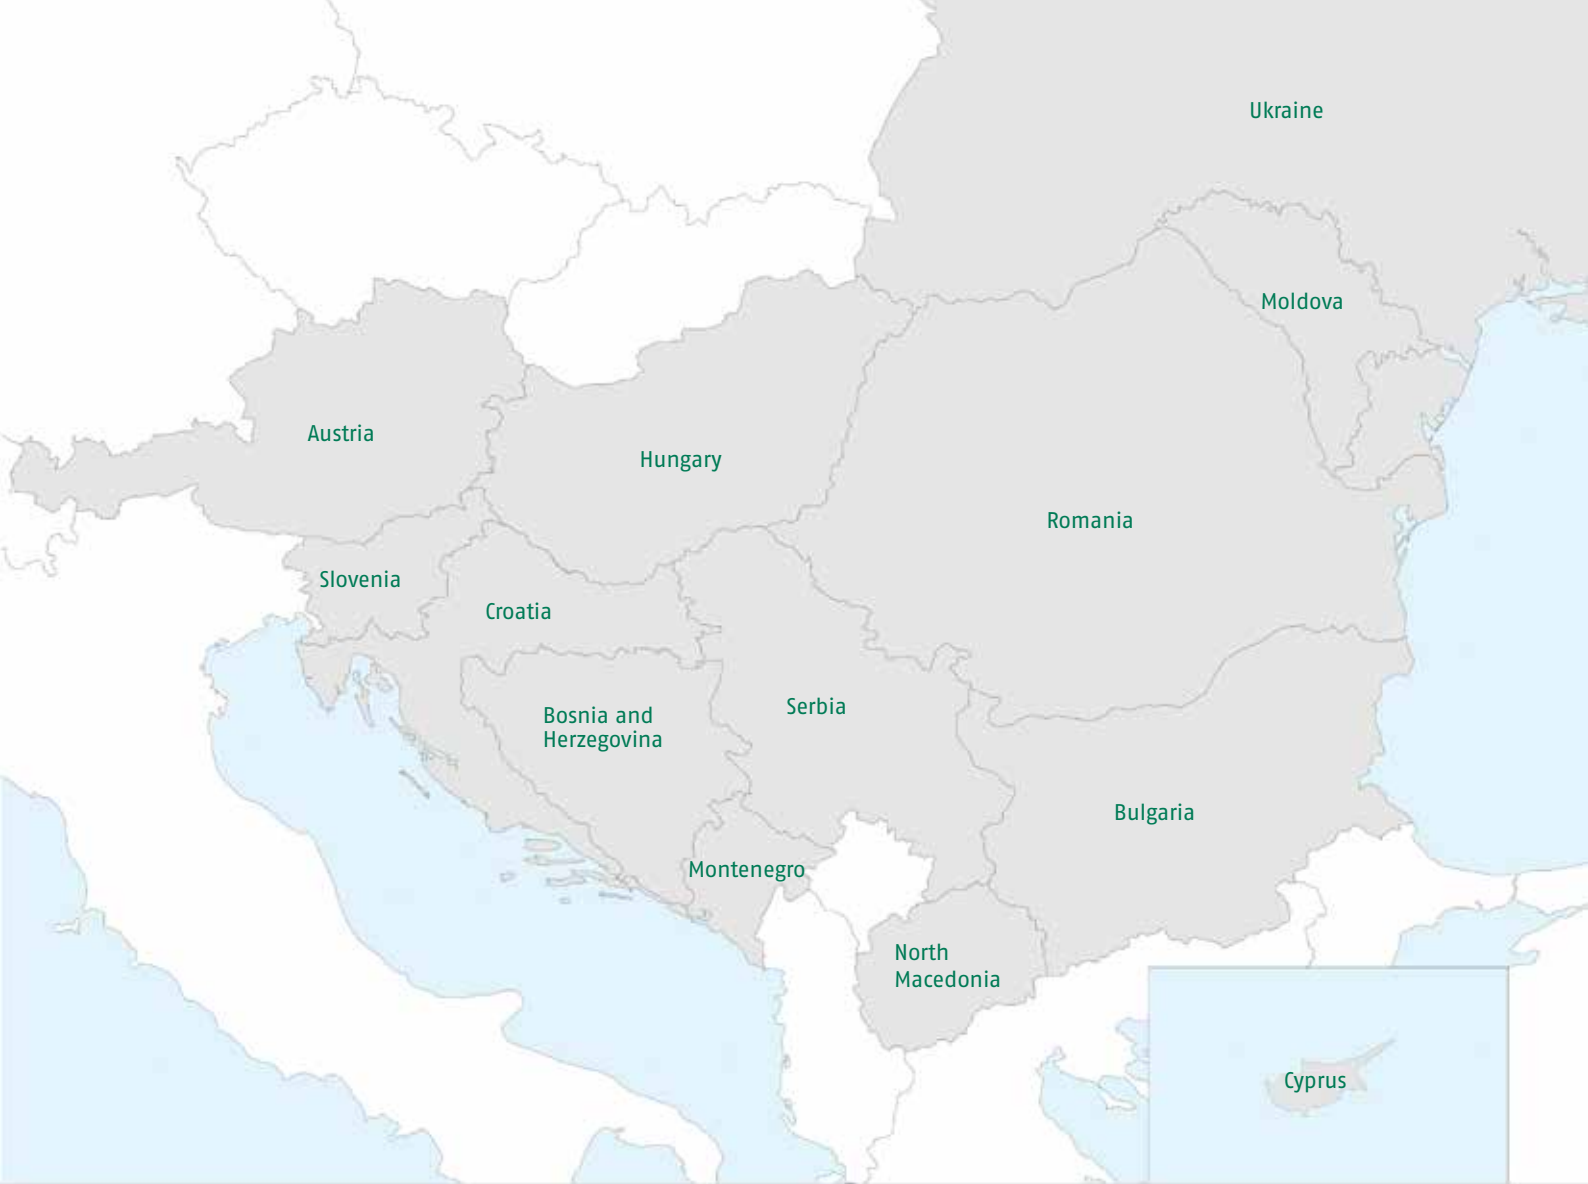 Ukraine
Moldova
Austria
Hungary
Romania
Slovenia
Croatia
Serbia
Bosnia and
Herzegovina
Bulgaria
Montenegro
North
Macedonia
Cyprus